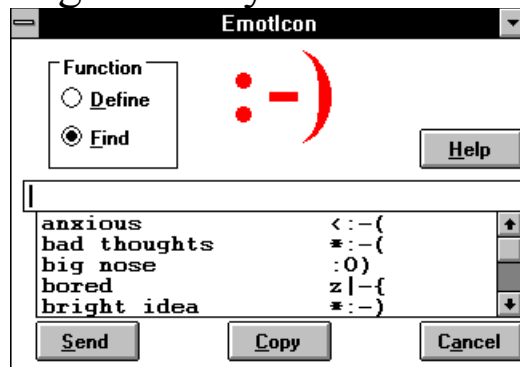 EmotIcon
Function
Define
Find
:-)
Help
anxious <:-(
bad thoughts *:-(
big nose :O)
bored z|-{
bright idea *:-)
Send Copy Cancel